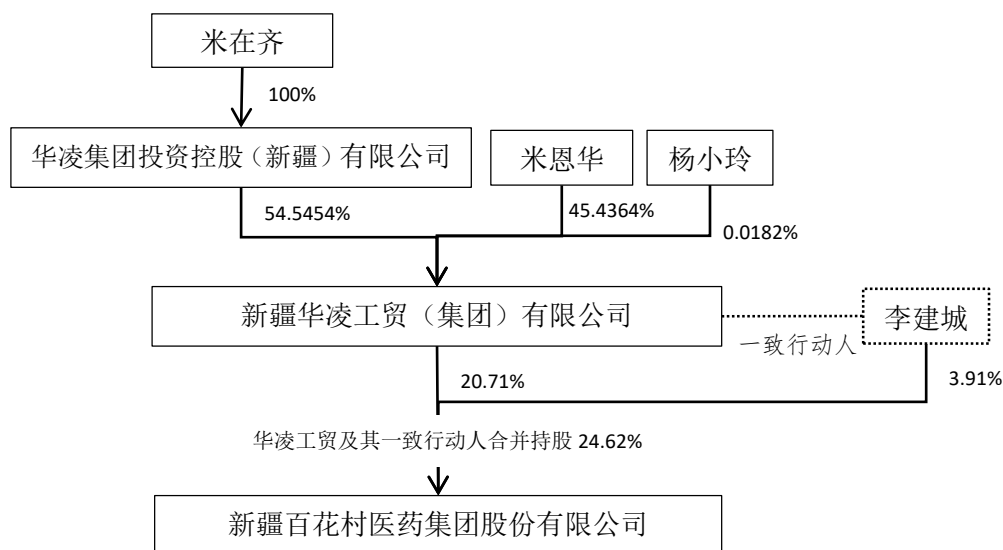 米在齐
100%
华凌集团投资控股（新疆）有限公司
米恩华
杨小玲
54.5454%
45.4364%
0.0182%
新疆华凌工贸（集团）有限公司
李建城
一致行动人
20.71%
3.91%
华凌工贸及其一致行动人合并持股 24.62%
新疆百花村医药集团股份有限公司